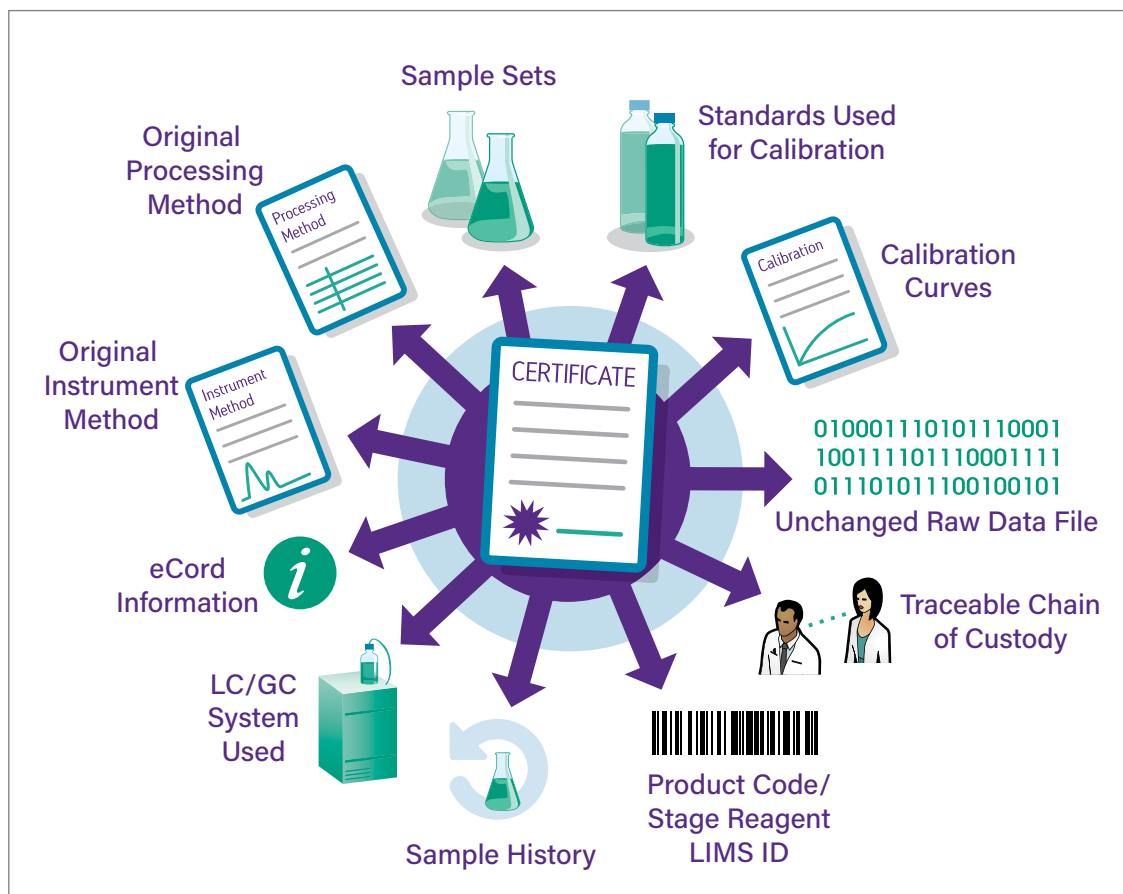 Sample Sets
Standards Used
for Calibration
Original
Processing
Method
Processing
Method
Calibration
Calibration
Curves
CERTIFICATE
Original
Instrument
Method
Instrument
Method
010001110101110001
100111101110001111
011101011100100101
Unchanged Raw Data File
eCord
Information
i
Traceable Chain
of Custody
LC/GC
System
Used
Sample History
Product Code/
Stage Reagent
LIMS ID